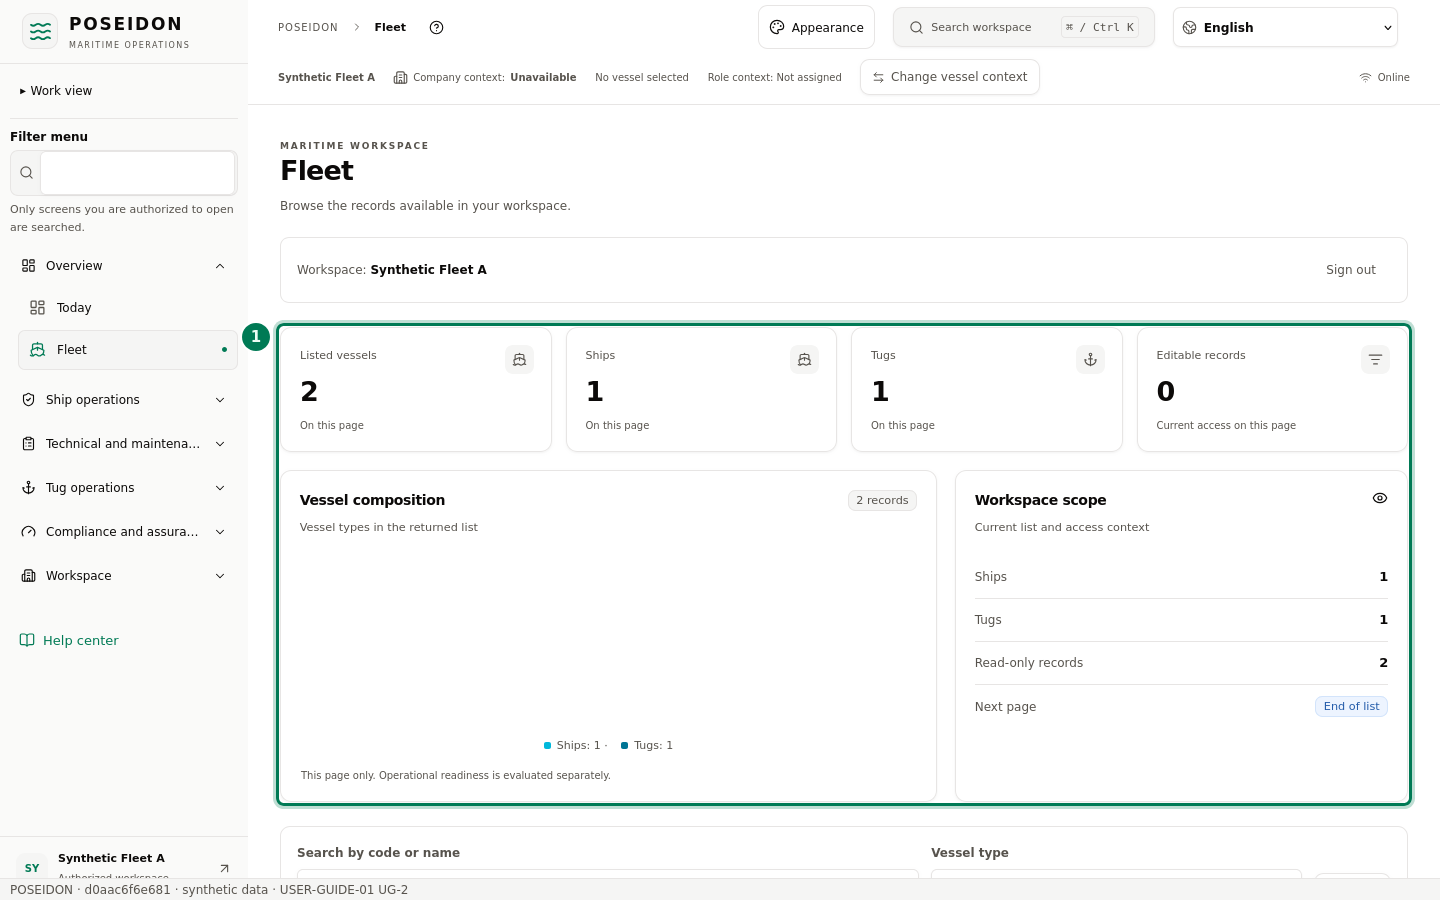 POSEIDON
MARITIME OPERATIONS
▸ Work view
Filter menu
Only screens you are authorized to open
are searched.
Overview
Today
Fleet
Ship operations
Technical and maintena…
Tug operations
Compliance and assura…
Workspace
Help center
SY
Synthetic Fleet A
Authorized workspace
POSEIDON
Fleet
Appearance
Search workspace
⌘ / Ctrl K
English
Synthetic Fleet A
Company context: Unavailable
No vessel selected
Role context: Not assigned
Change vessel context
Online
MARITIME WORKSPACE
Fleet
Browse the records available in your workspace.
Workspace: Synthetic Fleet A
Sign out
1
Listed vessels
2
On this page
Ships
1
On this page
Tugs
1
On this page
Editable records
0
Current access on this page
Vessel composition
2 records
Vessel types in the returned list
Ships: 1 ·
Tugs: 1
This page only. Operational readiness is evaluated separately.
Workspace scope
Current list and access context
Ships 1
Tugs 1
Read-only records 2
Next page End of list
Search by code or name
Vessel type
POSEIDON · d0aac6f6e681 · synthetic data · USER-GUIDE-01 UG-2